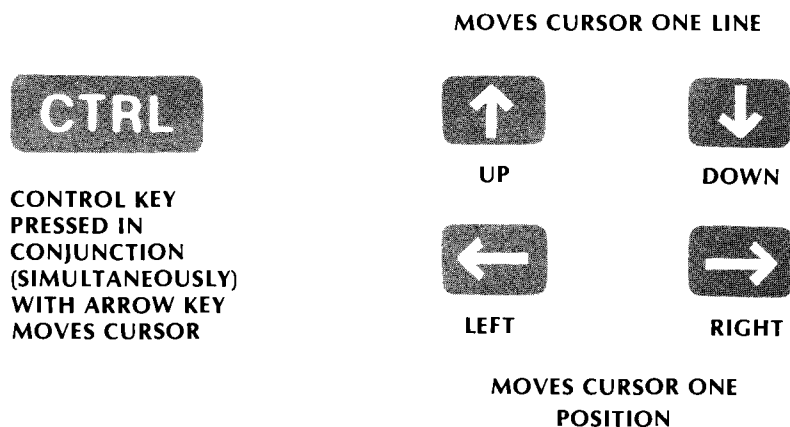 MOVES CURSOR ONE LINE
CTRL
UP
DOWN
CONTROL KEY
PRESSED IN
CONJUNCTION
(SIMULTANEOUSLY)
WITH ARROW KEY
MOVES CURSOR
LEFT
RIGHT
MOVES CURSOR ONE
POSITION